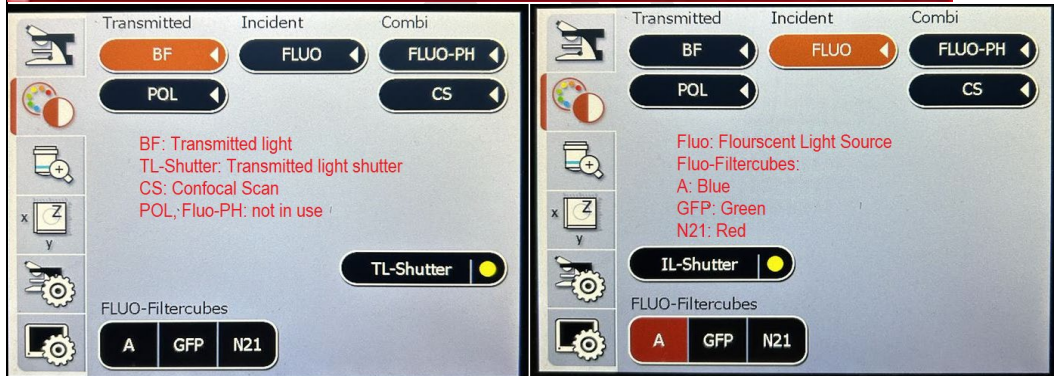 Transmitted Incident Combi
BF FLUO FLUO-PH
POL CS
BF: Transmitted light
TL-Shutter: Transmitted light shutter
CS: Confocal Scan
POL, Fluo-PH: not in use
TL-Shutter
FLUO-Filtercubes
A GFP N21
x Z
y
Transmitted Incident Combi
BF FLUO FLUO-PH
POL CS
Fluo: Flourscent Light Source
Fluo-Filtercubes:
A: Blue
GFP: Green
N21: Red
IL-Shutter
FLUO-Filtercubes
A GFP N21
x Z
y